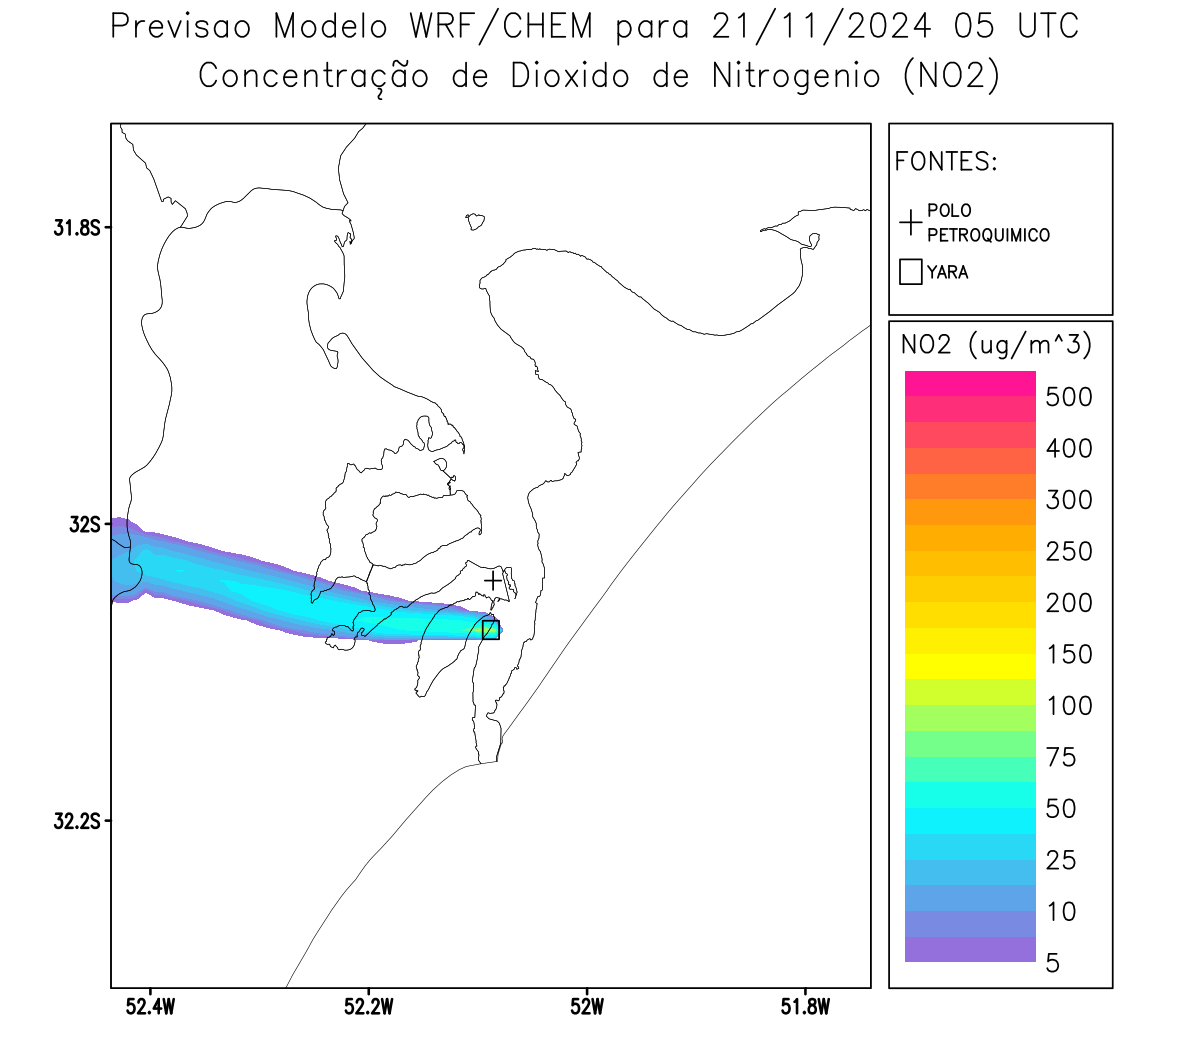 Previsao Modelo WRF/CHEM para 21/11/2024 05 UTC
Concentração de Dioxido de Nitrogenio (NO2)
FONTES:
POLO
PETROQUIMICO
YARA
NO2 (ug/m^3)
500
400
300
250
200
150
100
75
50
25
10
5
31.8S
32S
32.2S
52.4W
52.2W
52W
51.8W